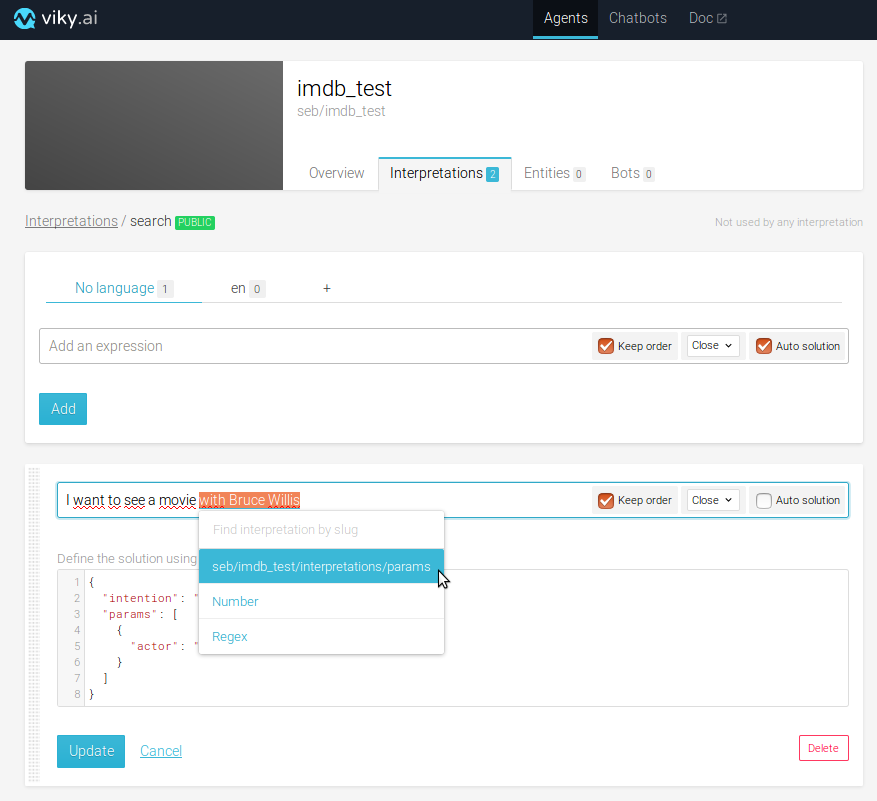 viky.ai
Agents Chatbots Doc
imdb_test
seb/imdb_test
Overview Interpretations 2 Entities 0 Bots 0
Interpretations / search PUBLIC Not used by any interpretation
No language 1 en 0 +
Add an expression Keep order Close Auto solution
Add
I want to see a movie with Bruce Willis Keep order Close Auto solution
Find interpretation by slug
Define the solution using
seb/imdb_test/interpretations/params
Number
Regex
1 {
2 "intention": "
3 "params": [
4 {
5 "actor": "
6 }
7 ]
8 }
Update Cancel Delete